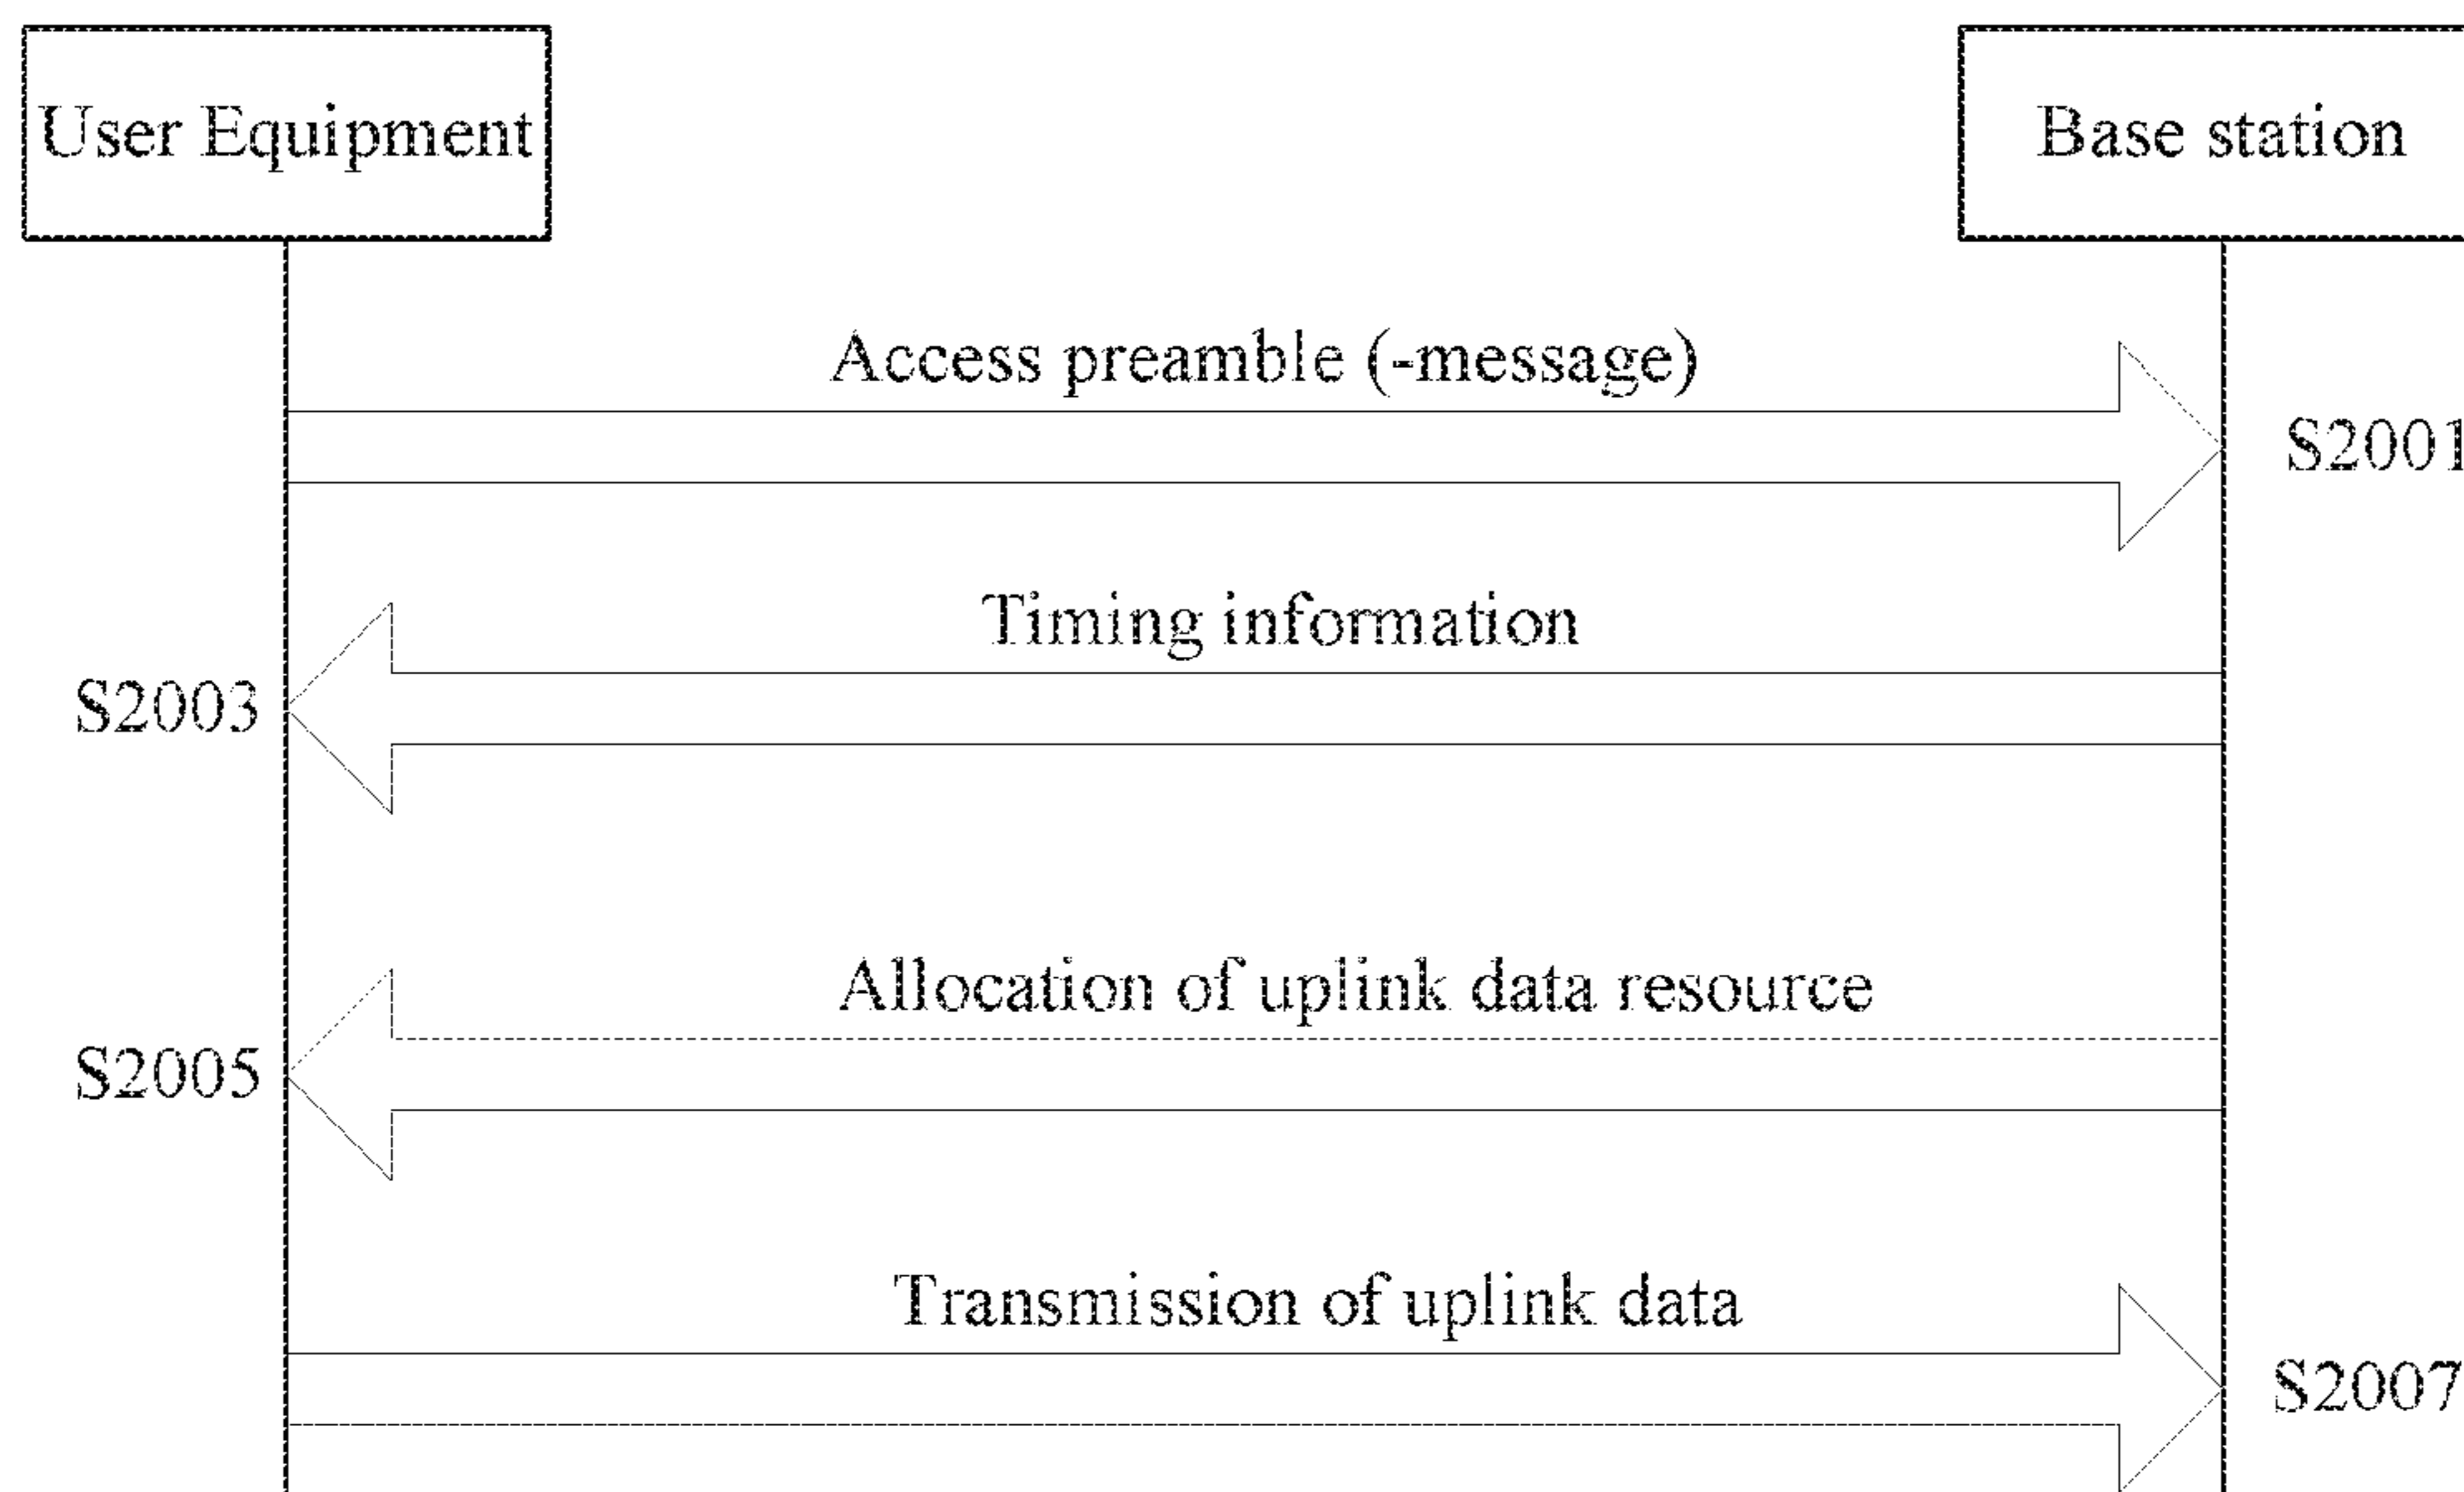 User Equipment
Base station
Access preamble (-message)
S2001
Timing information
S2003
Allocation of uplink data resource
S2005
Transmission of uplink data
S2007